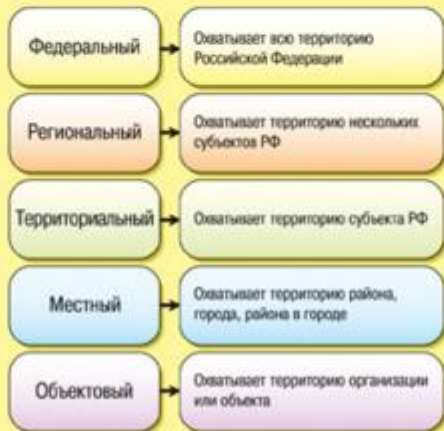 Федеральный
Охватывает всю территорию
Российской Федерации
Региональный
Охватывает территорию нескольких
субъектов РФ
Территориальный
Охватывает территорию субъекта РФ
Местный
Охватывает территорию района,
города, района в городе
Объектовый
Охватывает территорию организации
или объекта